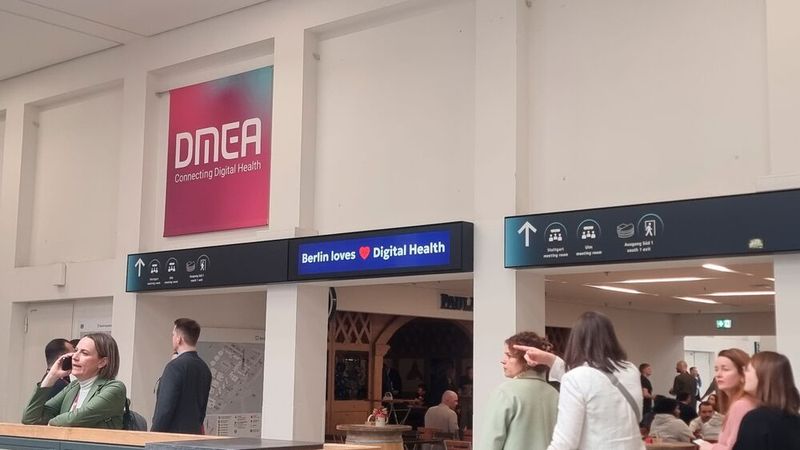 DMEA
Connecting Digital Health
Berlin loves ❤ Digital Health
Stuttgart
meeting room
Ulm
meeting room
Ausgang Süd 1
south 1 exit